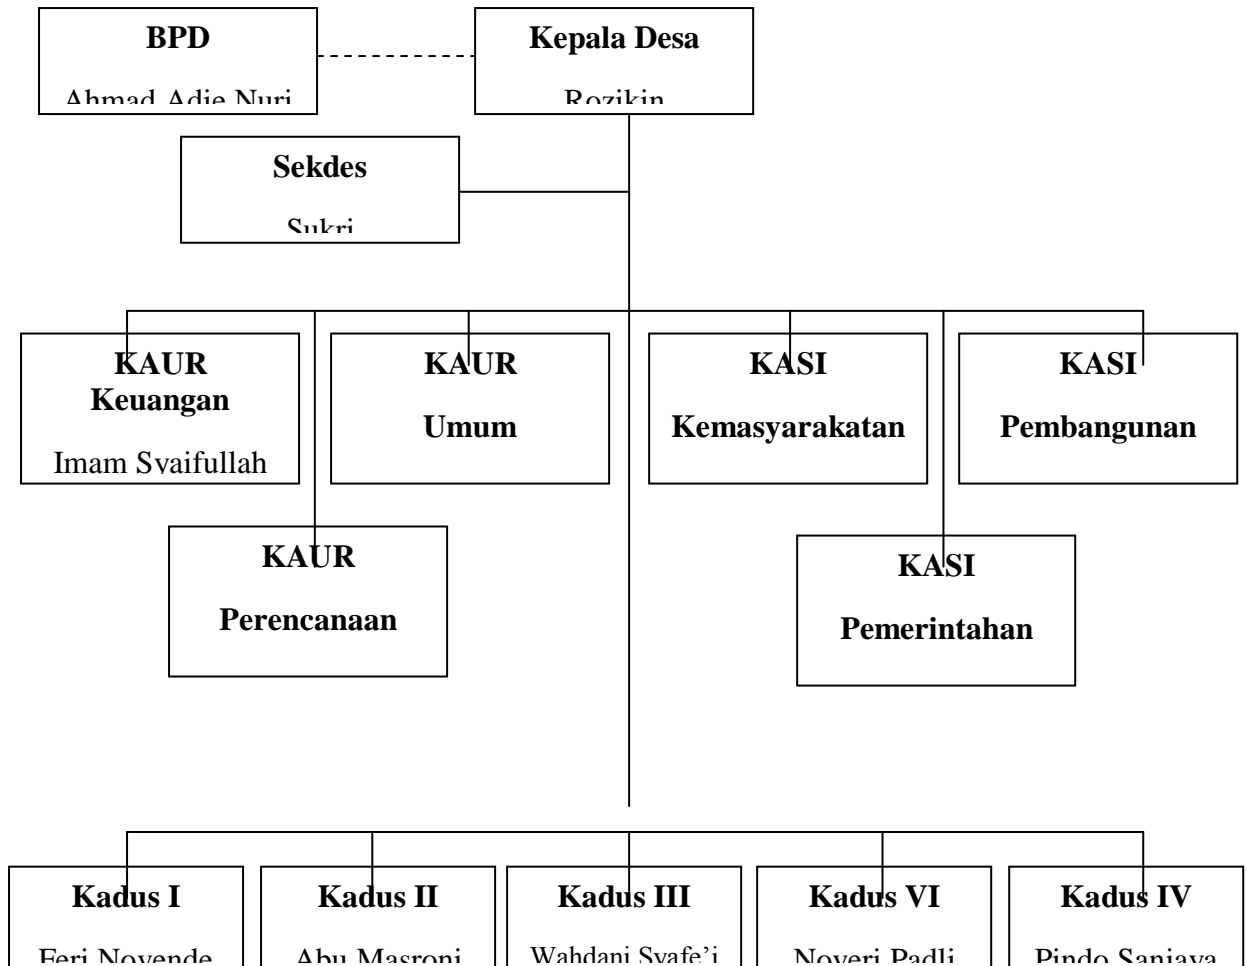 BPD
Ahmad Adie Nuri
Kepala Desa
Rozikin
Sekdes
Sukri
KAUR
Keuangan
Imam Syaifullah
KAUR
Umum
KASI
Kemasyarakatan
KASI
Pembangunan
KAUR
Perencanaan
KASI
Pemerintahan
Kadus I
Feri Novende
Kadus II
Abu Masroni
Kadus III
Wahdani Syafe’i
Kadus VI
Noveri Padli
Kadus IV
Pindo Sanjaya